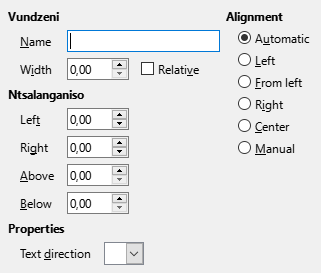 Vundzeni
Name
Width 0,00 Relative
Ntsalanganiso
Left 0,00
Right 0,00
Above 0,00
Below 0,00
Properties
Text direction
Alignment
Automatic
Left
From left
Right
Center
Manual